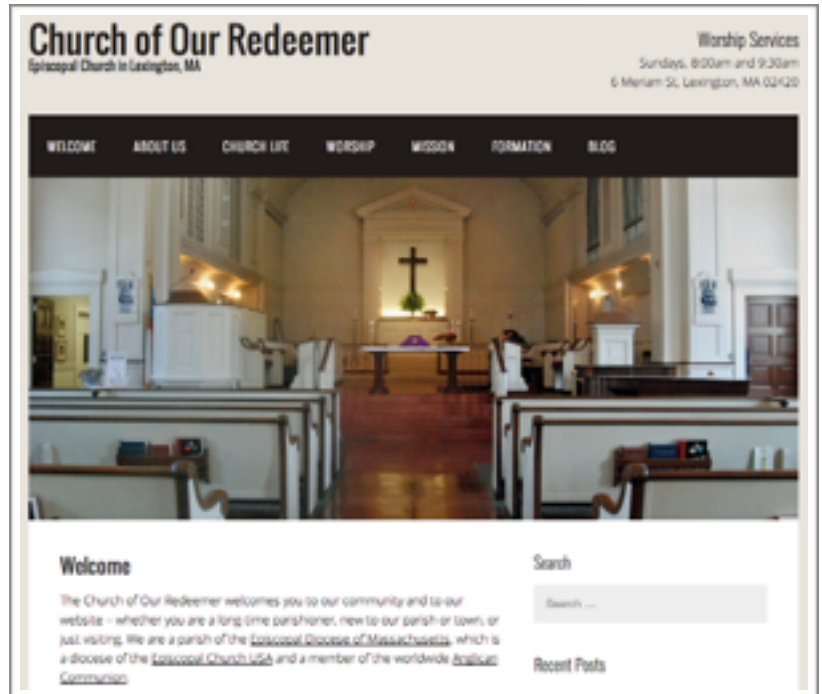 Church of Our Redeemer
Episcopal Church in Lexington, MA
Worship Services
Sundays, 8:00am and 9:30am
6 Meriam St, Lexington, MA 02420
WELCOME ABOUT US CHURCH LIFE WORSHIP MISSION FORMATION BLOG
Welcome
The Church of Our Redeemer welcomes you to our community and to our
website – whether you are a long time parishioner, new to our parish or town, or
just visiting. We are a parish of the Episcopal Diocese of Massachusetts, which is
a diocese of the Episcopal Church USA and a member of the worldwide Anglican
Communion.
Search
Search ...
Recent Posts